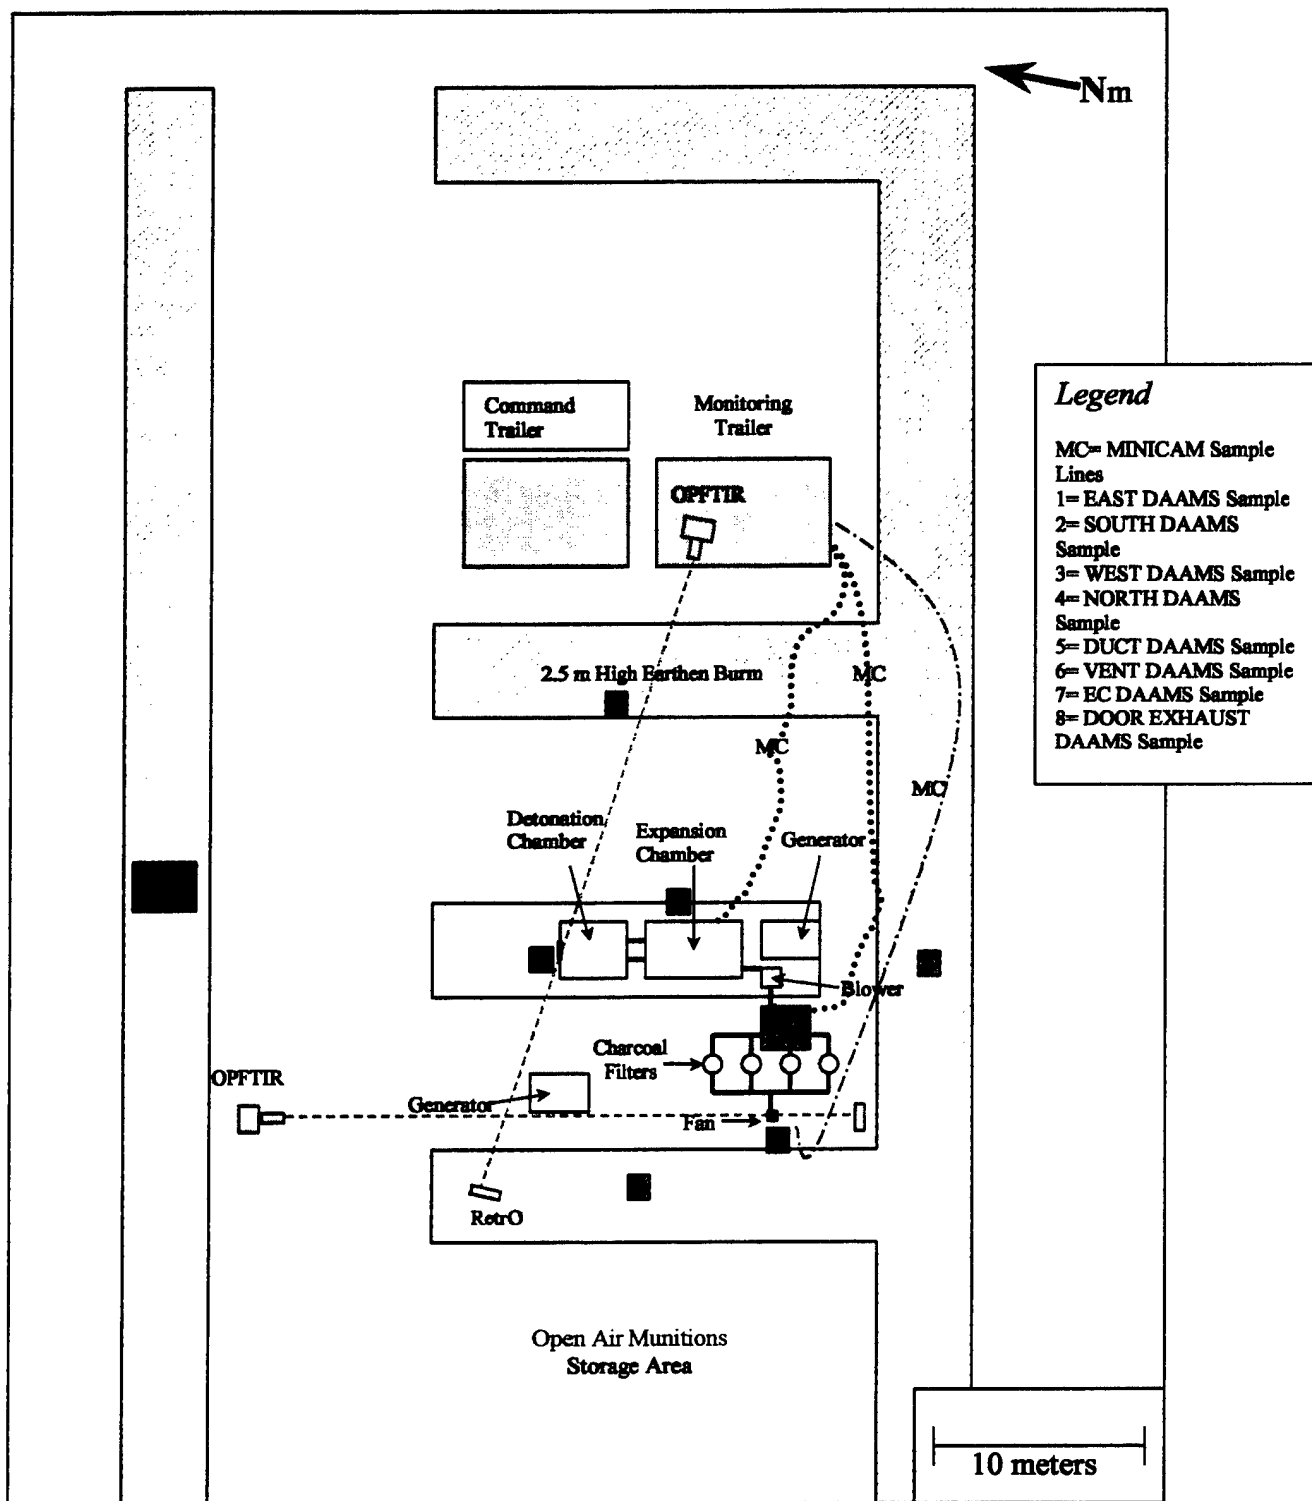 Nm
Legend
MC= MINICAM Sample
Lines
1= EAST DAAMS Sample
2= SOUTH DAAMS
Sample
3= WEST DAAMS Sample
4= NORTH DAAMS
Sample
5= DUCT DAAMS Sample
6= VENT DAAMS Sample
7= EC DAAMS Sample
8= DOOR EXHAUST
DAAMS Sample
Command
Trailer
Monitoring
Trailer
OPFTIR
2.5 m High Earthen Burm
MC
MC
MC
Detonation
Chamber
Expansion
Chamber
Generator
Blower
Charcoal
Filters
OPFTIR
Generator
Fan
RetrO
Open Air Munitions
Storage Area
10 meters